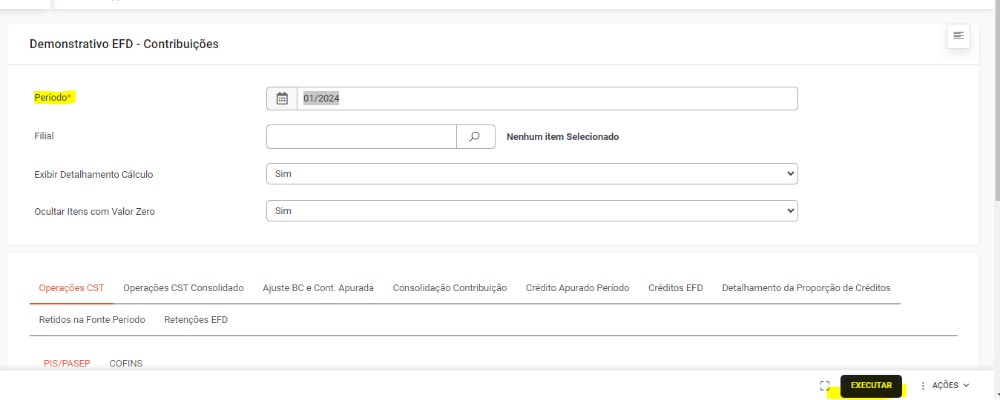 Demonstrativo EFD - Contribuições
Período*
01/2024
Filial
Nenhum item Selecionado
Exibir Detalhamento Cálculo
Sim
Ocultar Itens com Valor Zero
Sim
Operações CST
Operações CST Consolidado
Ajuste BC e Cont. Apurada
Consolidação Contribuição
Crédito Apurado Período
Créditos EFD
Detalhamento da Proporção de Créditos
Retidos na Fonte Período
Retenções EFD
PIS/PASEP
COFINS
EXECUTAR
AÇÕES